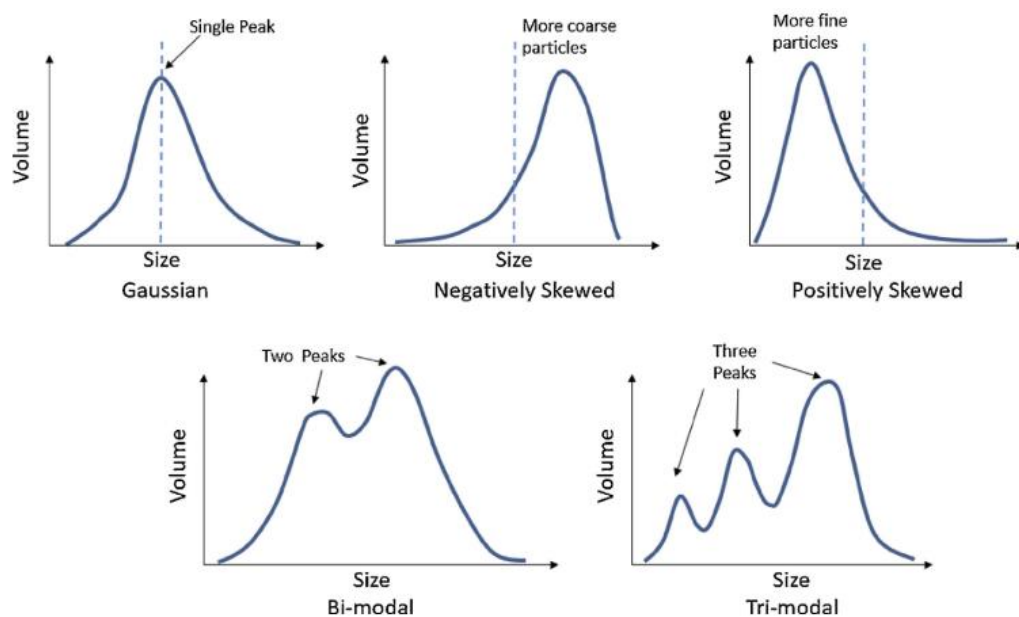 Single Peak
Volume
Size
Gaussian
More coarse
particles
Volume
Size
Negatively Skewed
More fine
particles
Volume
Size
Positively Skewed
Two Peaks
Volume
Size
Bi-modal
Three
Peaks
Volume
Size
Tri-modal